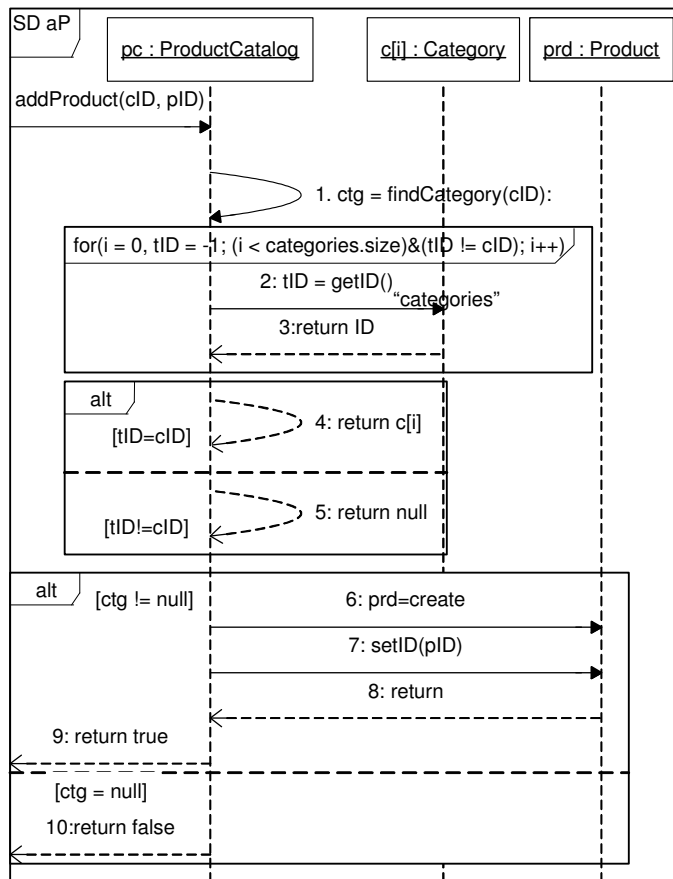 SD aP
pc : ProductCatalog
c[i] : Category
prd : Product
addProduct(cID, pID)
1. ctg = findCategory(cID):
for(i = 0, tID = -1; (i < categories.size)&(tID != cID); i++)
2: tID = getID()
“categories”
3:return ID
alt
4: return c[i]
[tID=cID]
5: return null
[tID!=cID]
alt
[ctg != null]
6: prd=create
7: setID(pID)
8: return
9: return true
[ctg = null]
10:return false